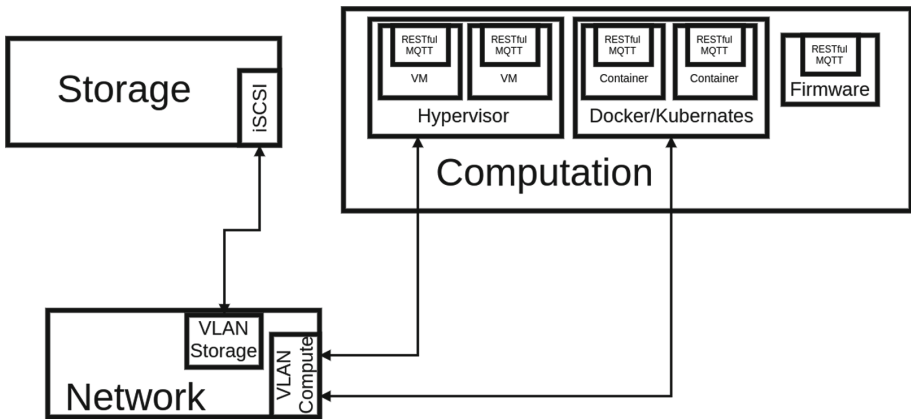 Storage
iSCSI
RESTful
MQTT
VM
RESTful
MQTT
VM
Hypervisor
RESTful
MQTT
Container
RESTful
MQTT
Container
Docker/Kubernates
RESTful
MQTT
Firmware
Computation
VLAN
Storage
VLAN
Compute
Network